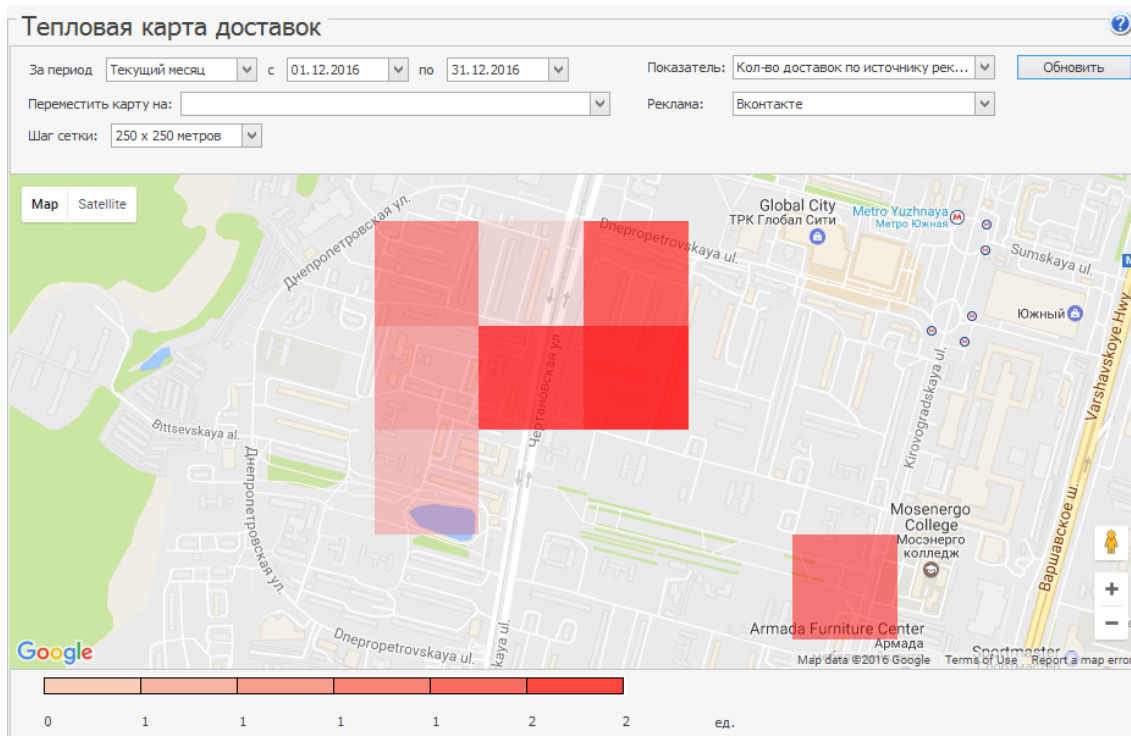 Тепловая карта доставок
За период Текущий месяц с 01.12.2016 по 31.12.2016 Показатель: Кол-во доставок по источнику рек... Обновить
Переместить карту на: Реклама: Вконтакте
Шаг сетки: 250 x 250 метров
Map Satellite
Днепропетровская ул.
Global City
ТРК Глобал Сити
Metro Yuzhnaya
Метро Южная
Dnepropetrovskaya ul.
Sumskaya ul.
Южный
Varshavskoye Hwy
Чертановская ул.
Kirovogradskaya ul.
Bittsevskaya al.
Днепропетровская ул.
Mosenergo
College
Мосэнерго
колледж
Варшавское ш.
Armada Furniture Center
Армада
Dnepropetrovskaya ul.
kaya ul.
Sportmaster
Google
Map data ©2016 Google Terms of Use Report a map error
0 1 1 1 1 2 2 ед.